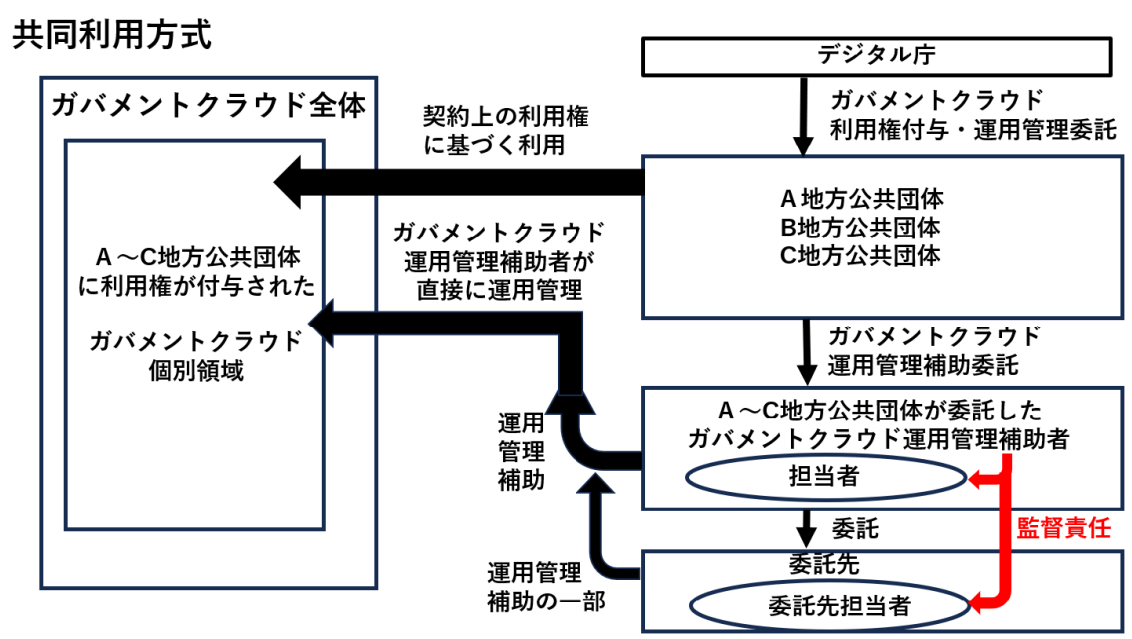 共同利用方式
デジタル庁
ガバメントクラウド
利用権付与・運用管理委託
ガバメントクラウド全体
契約上の利用権
に基づく利用
A 地方公共団体
B地方公共団体
C地方公共団体
ガバメントクラウド
運用管理補助者が
直接に運用管理
A ～C地方公共団体
に利用権が付与された
ガバメントクラウド
個別領域
ガバメントクラウド
運用管理補助委託
A ～C地方公共団体が委託した
ガバメントクラウド運用管理補助者
担当者
運用
管理
補助
委託
監督責任
委託先
委託先担当者
運用管理
補助の一部